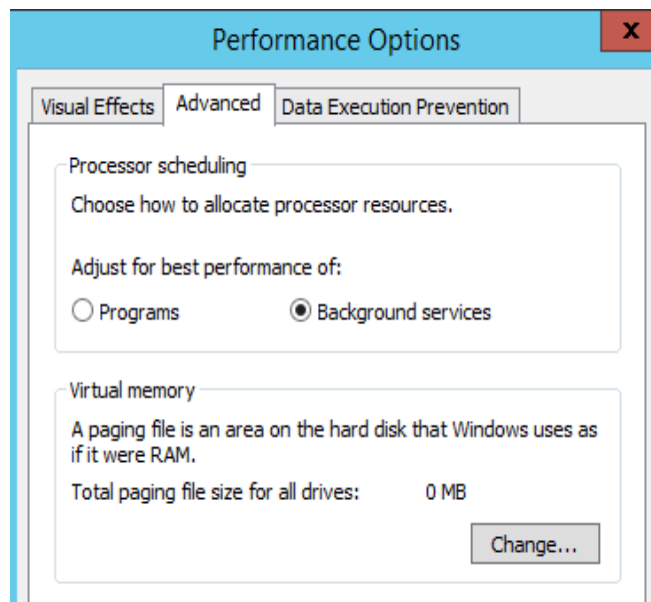 Performance Options
x
Visual Effects Advanced Data Execution Prevention
Processor scheduling
Choose how to allocate processor resources.
Adjust for best performance of:
Programs Background services
Virtual memory
A paging file is an area on the hard disk that Windows uses as
if it were RAM.
Total paging file size for all drives: 0 MB
Change...